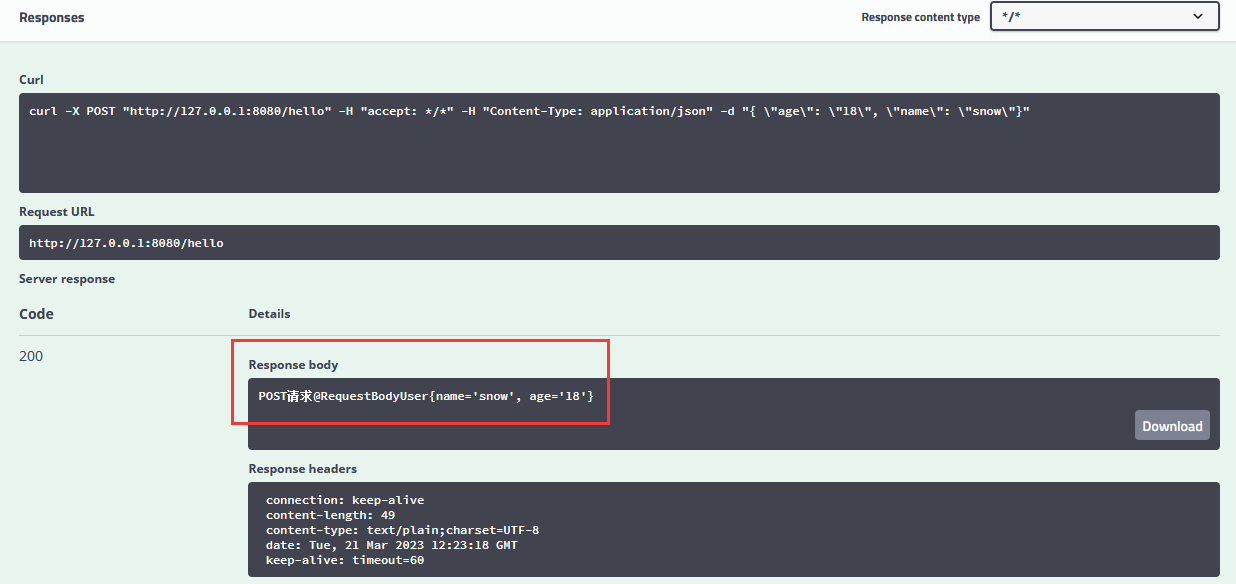 Responses
Response content type
*/*
Curl
curl -X POST "http://127.0.0.1:8080/hello" -H "accept: */*" -H "Content-Type: application/json" -d "{ \"age\": \"18\", \"name\": \"snow\"}"
Request URL
http://127.0.0.1:8080/hello
Server response
Code
Details
200
Response body
POST请求@RequestBodyUser{name='snow', age='18'}
Download
Response headers
connection: keep-alive
content-length: 49
content-type: text/plain;charset=UTF-8
date: Tue, 21 Mar 2023 12:23:18 GMT
keep-alive: timeout=60